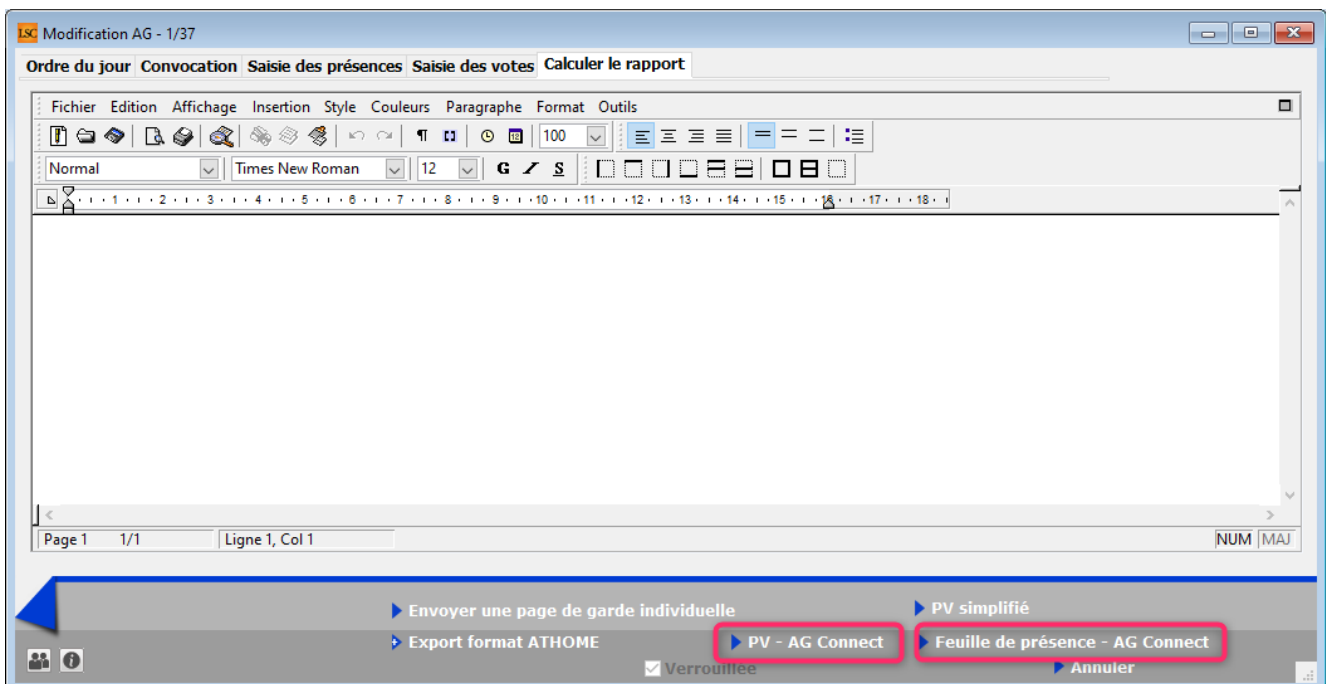 LSC Modification AG - 1/37
Ordre du jour Convocation Saisie des présences Saisie des votes Calculer le rapport
Fichier Edition Affichage Insertion Style Couleurs Paragraphe Format Outils
100
Normal Times New Roman 12 G I S
1 2 3 4 5 6 7 8 9 10 11 12 13 14 15 16 17 18
Page 1 1/1 Ligne 1, Col 1 NUM MAJ
Envoyer une page de garde individuelle PV simplifié
Export format ATHOME PV - AG Connect Feuille de présence - AG Connect
Verrouillée Annuler